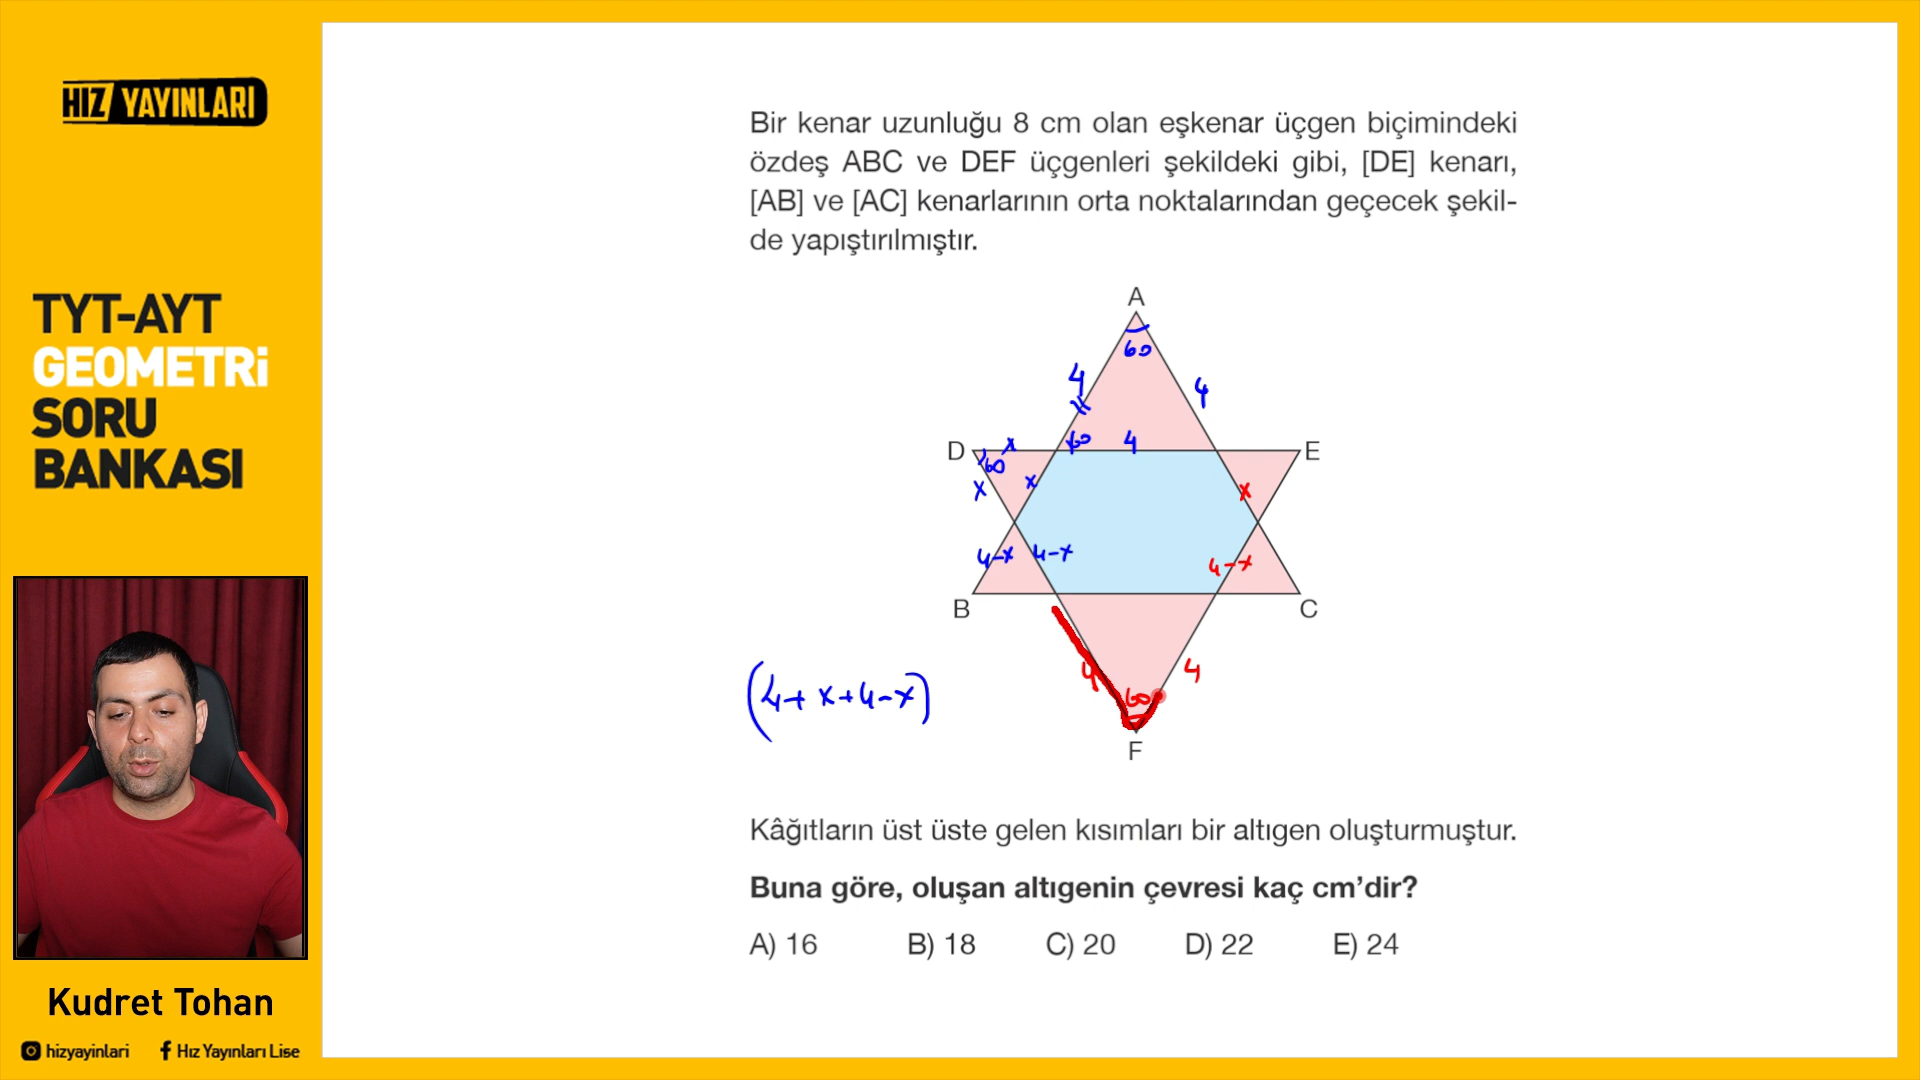 HIZ YAYINLARI
TYT-AYT
GEOMETRİ
SORU
BANKASI
Kudret Tohan
hizyayinlari
Hız Yayınları Lise
Bir kenar uzunluğu 8 cm olan eşkenar üçgen biçimindeki
özdeş ABC ve DEF üçgenleri şekildeki gibi, [DE] kenarı,
[AB] ve [AC] kenarlarının orta noktalarından geçecek şekil-
de yapıştırılmıştır.
A
60
4
4
D
x
60
4
E
60
x
x
x
4-x
4-x
4-x
B
C
4
4
60
(4+x+4-x)
F
Kâğıtların üst üste gelen kısımları bir altıgen oluşturmuştur.
Buna göre, oluşan altıgenin çevresi kaç cm'dir?
A) 16 B) 18 C) 20 D) 22 E) 24